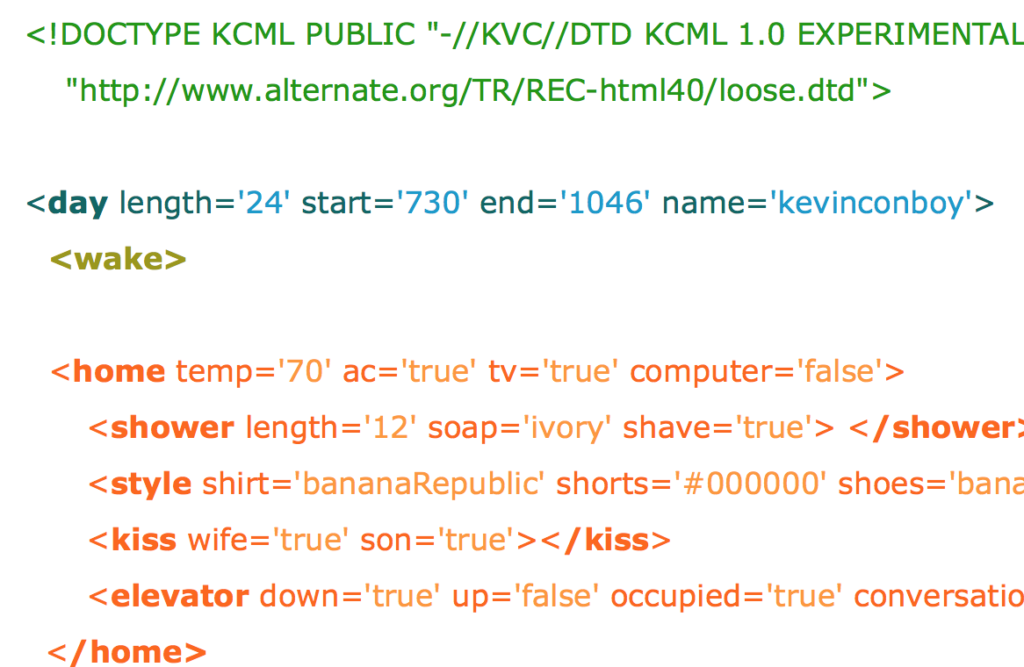 <!DOCTYPE KCML PUBLIC "-//KVC//DTD KCML 1.0 EXPERIMENTAL
"http://www.alternate.org/TR/REC-html40/loose.dtd">
<day length='24' start='730' end='1046' name='kevinconboy'>
<wake>
<home temp='70' ac='true' tv='true' computer='false'>
<shower length='12' soap='ivory' shave='true'> </shower>
<style shirt='bananaRepublic' shorts='#000000' shoes='bana
<kiss wife='true' son='true'></kiss>
<elevator down='true' up='false' occupied='true' conversatio
</home>